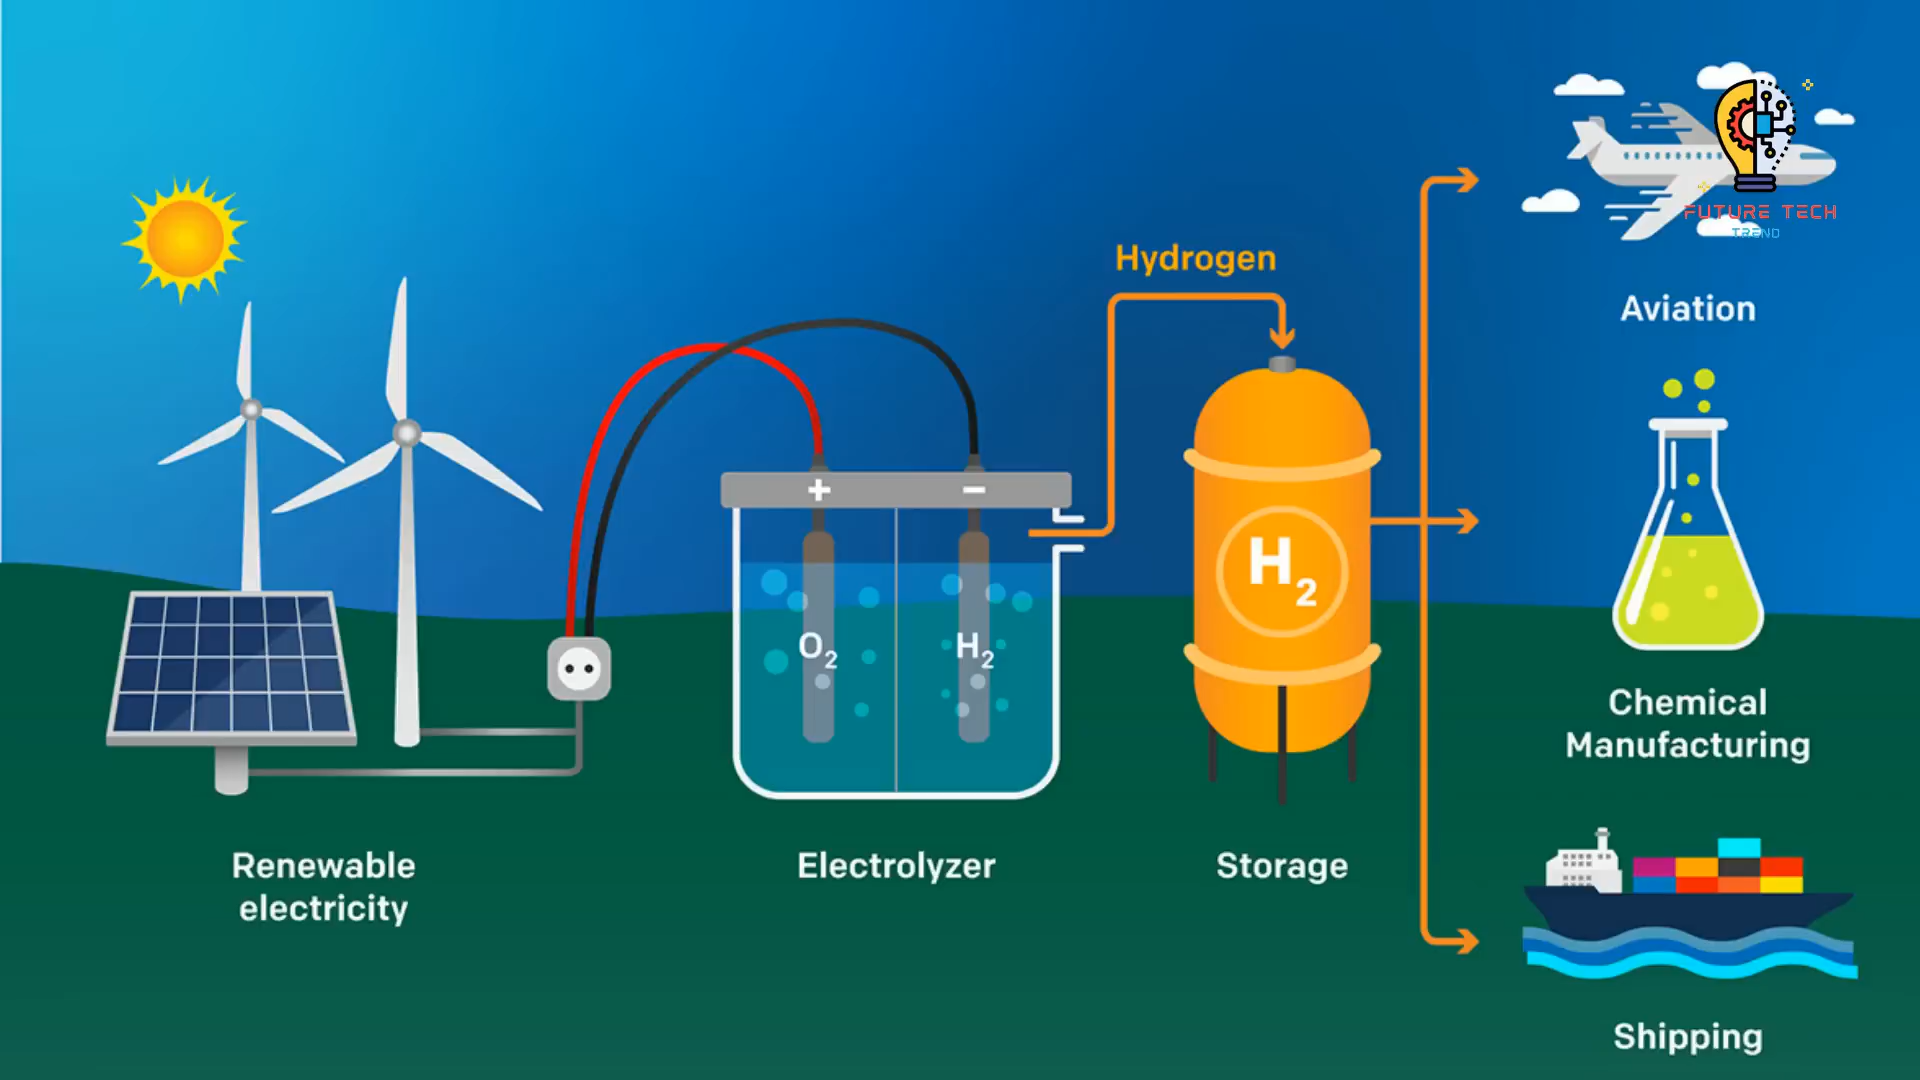 FUTURE TECH
TREND
Hydrogen
Aviation
+
−
H2
O2
H2
Chemical
Manufacturing
Renewable
electricity
Electrolyzer
Storage
Shipping